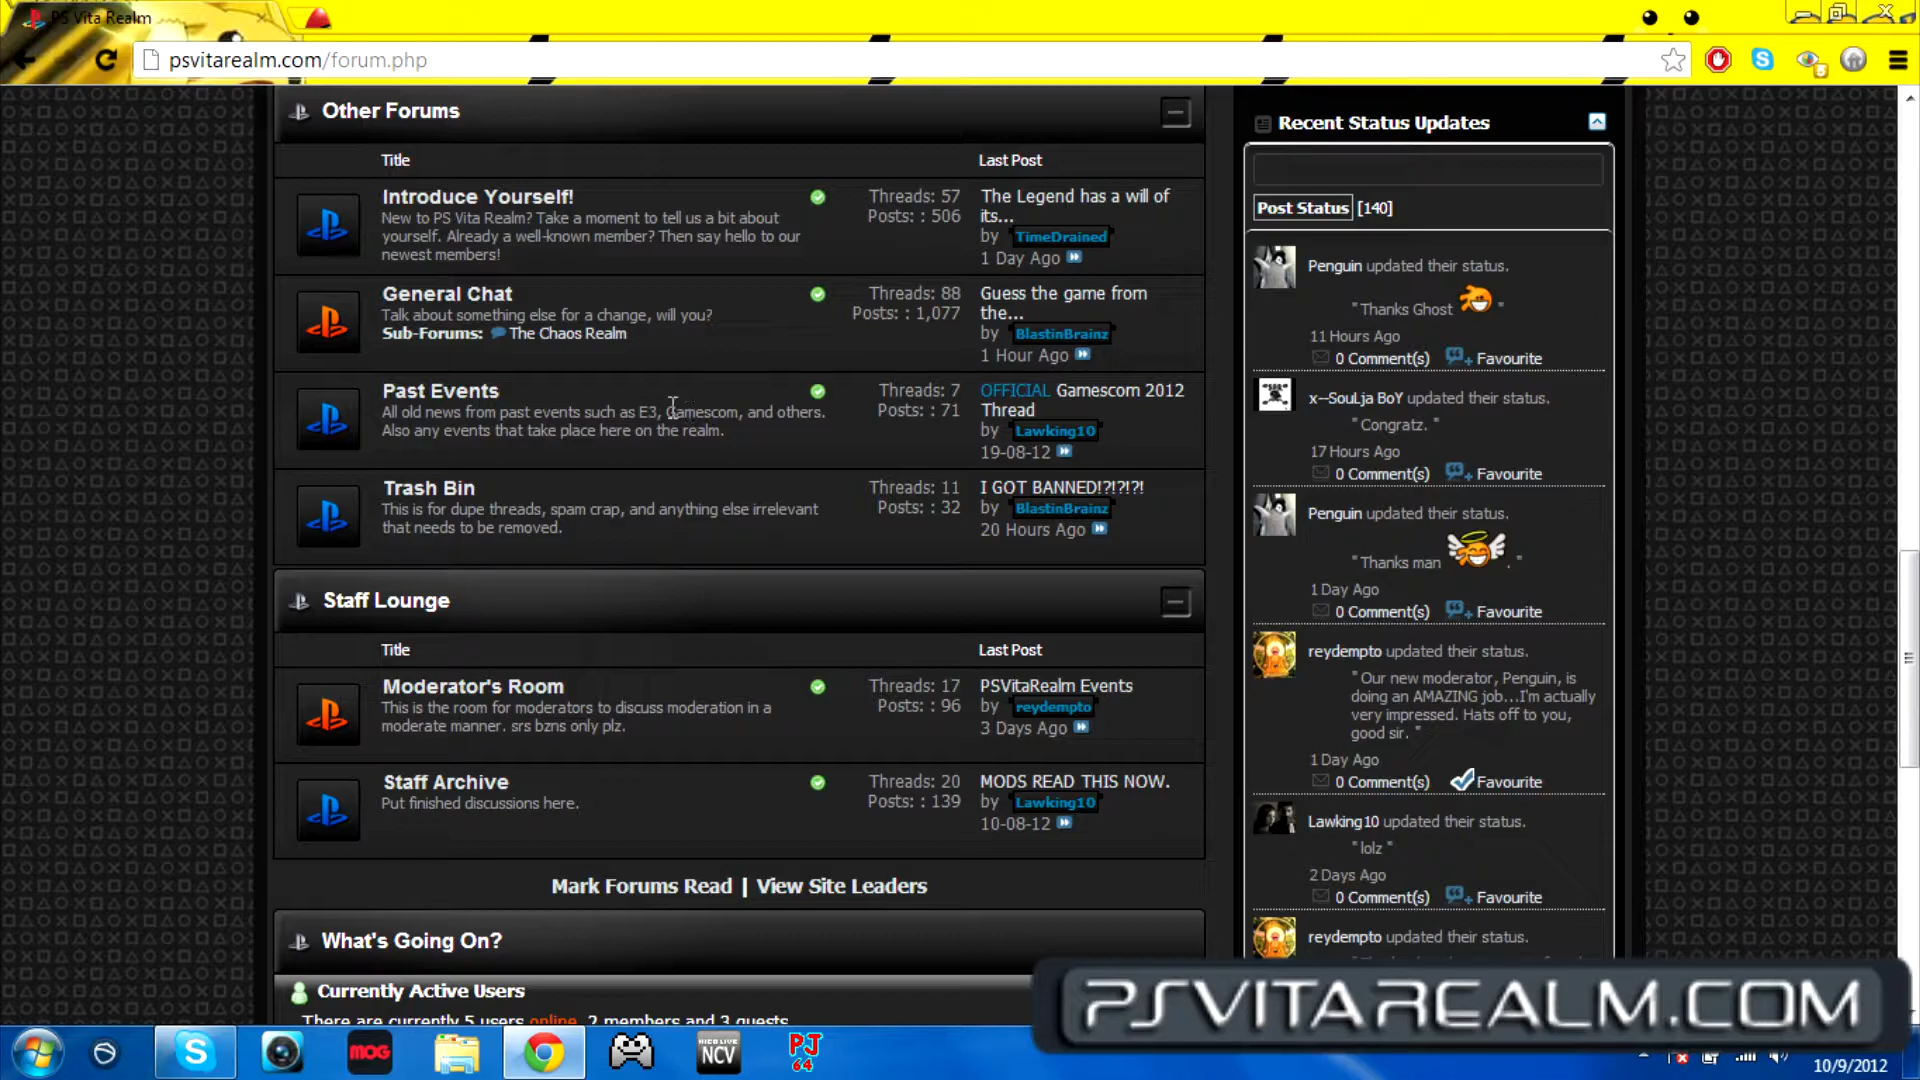 PS Vita Realm
psvitarealm.com/forum.php
Other Forums
Title
Last Post
Introduce Yourself!
New to PS Vita Realm? Take a moment to tell us a bit about
yourself. Already a well-known member? Then say hello to our
newest members!
Threads: 57
Posts: : 506
The Legend has a will of
its...
by TimeDrained
1 Day Ago
General Chat
Talk about something else for a change, will you?
Sub-Forums: The Chaos Realm
Threads: 88
Posts: : 1,077
Guess the game from
the...
by BlastinBrainz
1 Hour Ago
Past Events
All old news from past events such as E3, Gamescom, and others.
Also any events that take place here on the realm.
Threads: 7
Posts: : 71
OFFICIAL Gamescom 2012
Thread
by Lawking10
19-08-12
Trash Bin
This is for dupe threads, spam crap, and anything else irrelevant
that needs to be removed.
Threads: 11
Posts: : 32
I GOT BANNED!?!?!?!
by BlastinBrainz
20 Hours Ago
Staff Lounge
Title
Last Post
Moderator's Room
This is the room for moderators to discuss moderation in a
moderate manner. srs bzns only plz.
Threads: 17
Posts: : 96
PSVitaRealm Events
by reydempto
3 Days Ago
Staff Archive
Put finished discussions here.
Threads: 20
Posts: : 139
MODS READ THIS NOW.
by Lawking10
10-08-12
Mark Forums Read | View Site Leaders
What's Going On?
Currently Active Users
There are currently 5 users online. 2 members and 3 guests
Recent Status Updates
Post Status [140]
Penguin updated their status.
" Thanks Ghost "
11 Hours Ago
0 Comment(s) Favourite
x--SouLja BoY updated their status.
" Congratz. "
17 Hours Ago
0 Comment(s) Favourite
Penguin updated their status.
" Thanks man . "
1 Day Ago
0 Comment(s) Favourite
reydempto updated their status.
" Our new moderator, Penguin, is
doing an AMAZING job...I'm actually
very impressed. Hats off to you,
good sir. "
1 Day Ago
0 Comment(s) Favourite
Lawking10 updated their status.
" lolz "
2 Days Ago
0 Comment(s) Favourite
reydempto updated their status.
PSVITAREALM.COM
MOG
NCV
PJ
64
10/9/2012